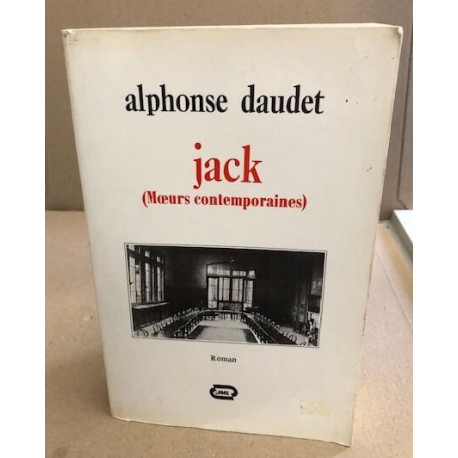 alphonse daudet
jack
(Mœurs contemporaines)
Roman